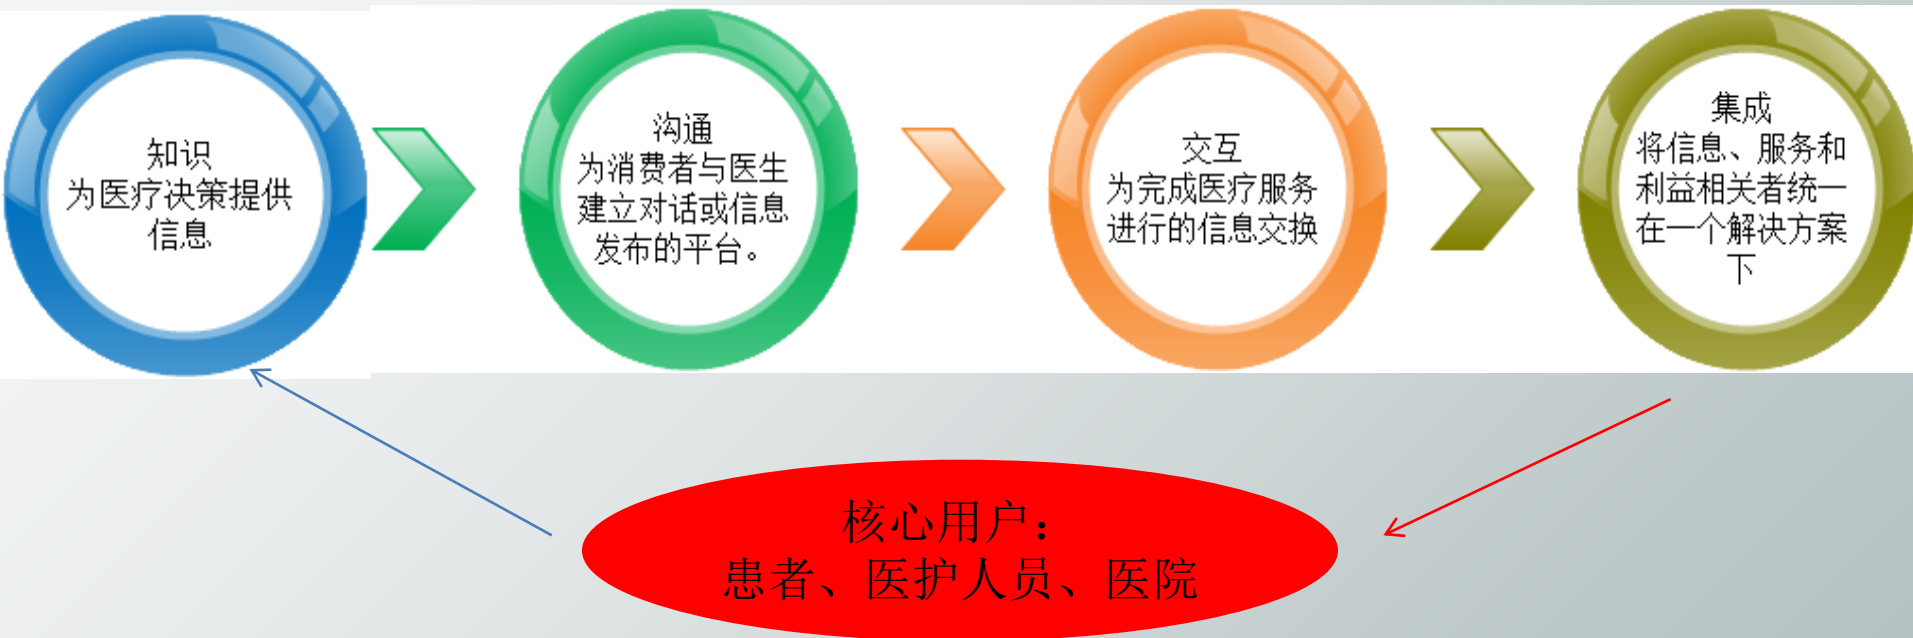 知识
为医疗决策提供
信息
沟通
为消费者与医生
建立对话或信息
发布的平台。
交互
为完成医疗服务
进行的信息交换
集成
将信息、服务和
利益相关者统一
在一个解决方案
下
核心用户：
患者、医护人员、医院